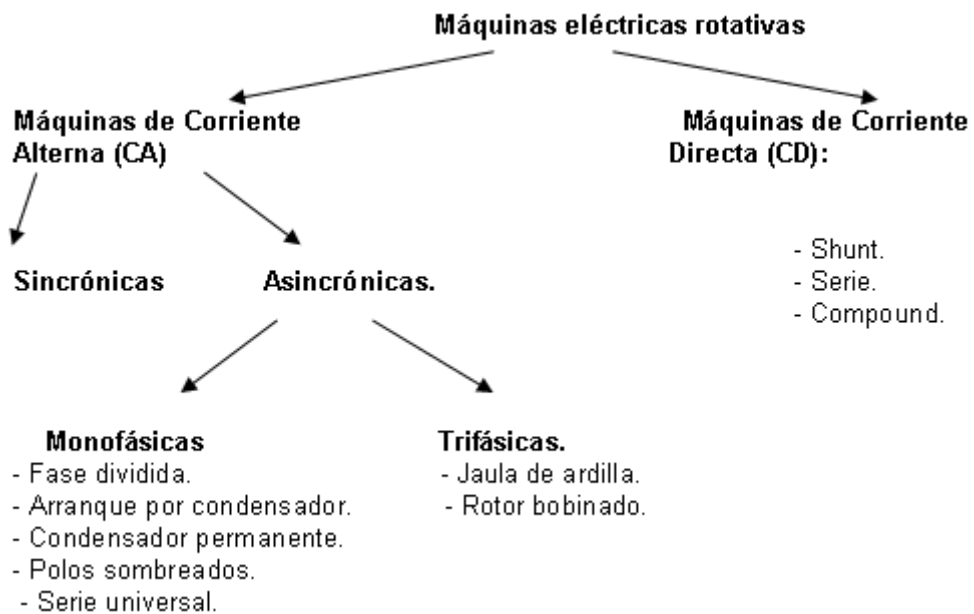 Máquinas eléctricas rotativas
Máquinas de Corriente
Alterna (CA)
Máquinas de Corriente
Directa (CD):
- Shunt.
- Serie.
- Compound.
Sincrónicas
Asincrónicas.
Monofásicas
- Fase dividida.
- Arranque por condensador.
- Condensador permanente.
- Polos sombreados.
- Serie universal.
Trifásicas.
- Jaula de ardilla.
- Rotor bobinado.